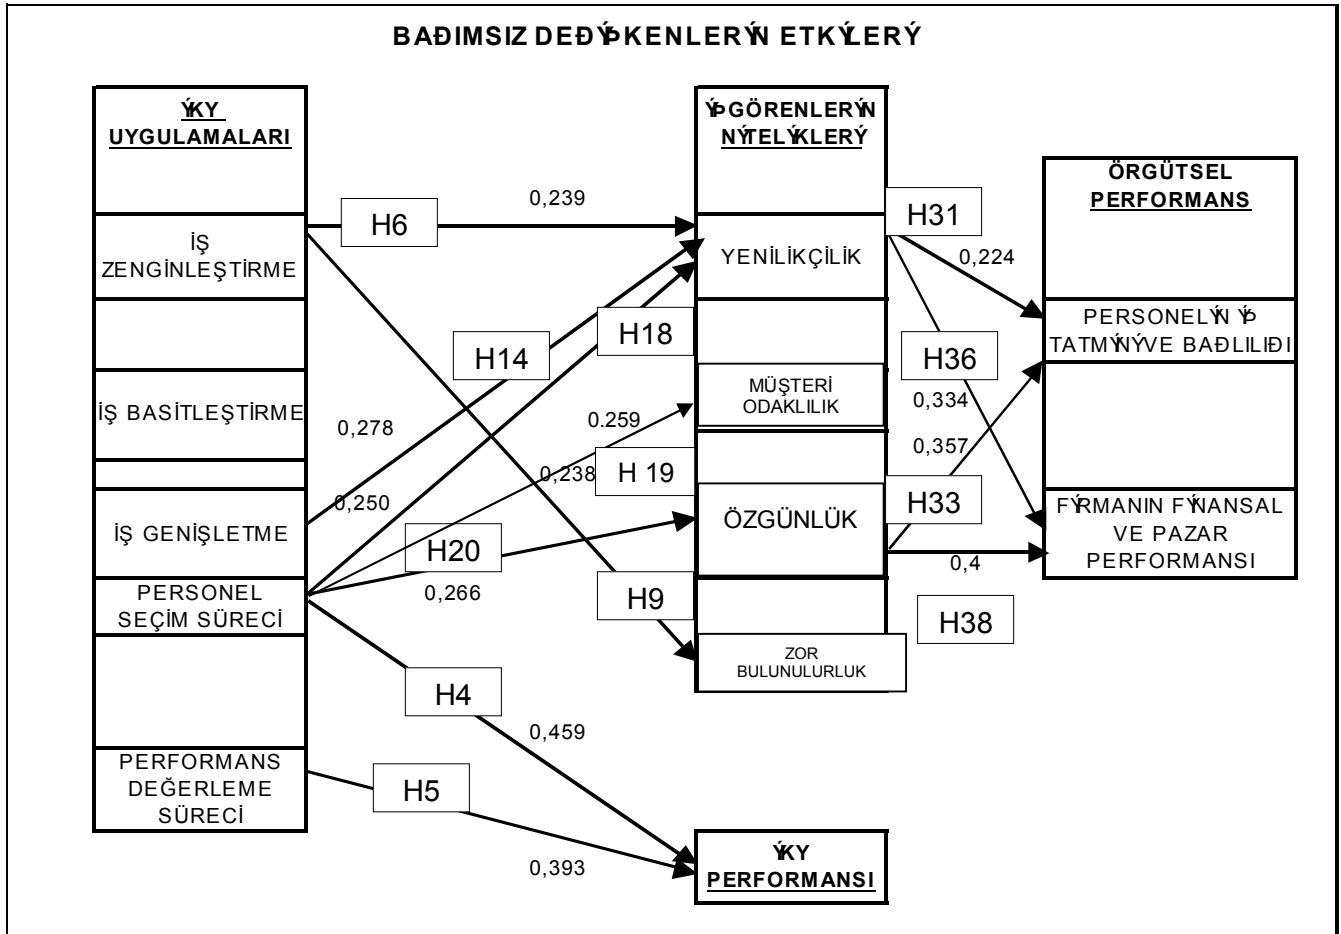 BAÐIMSIZ DEÐÝÞKENLERÝN ETKÝLERÝ
ÝKY
UYGULAMALARI
İŞ
ZENGİNLEŞTİRME
İŞ BASİTLEŞTİRME
İŞ GENİŞLETME
PERSONEL
SEÇİM SÜRECİ
PERFORMANS
DEĞERLEME
SÜRECİ
H6
0,239
H14
0,278
H18
0,250
0.259
0,238
H 19
H20
0,266
H9
H4
0,459
H5
0,393
ÝÞGÖRENLERÝN
NÝTELÝKLERÝ
YENİLİKÇİLİK
MÜŞTERİ
ODAKLILIK
ÖZGÜNLÜK
ZOR
BULUNULURLUK
ÝKY
PERFORMANSI
H31
0,224
H36
0,334
0,357
H33
0,4
H38
ÖRGÜTSEL
PERFORMANS
PERSONELÝN ÝÞ
TATMÝNÝ VE BAÐLILIÐI
FÝRMANIN FÝNANSAL
VE PAZAR
PERFORMANSI